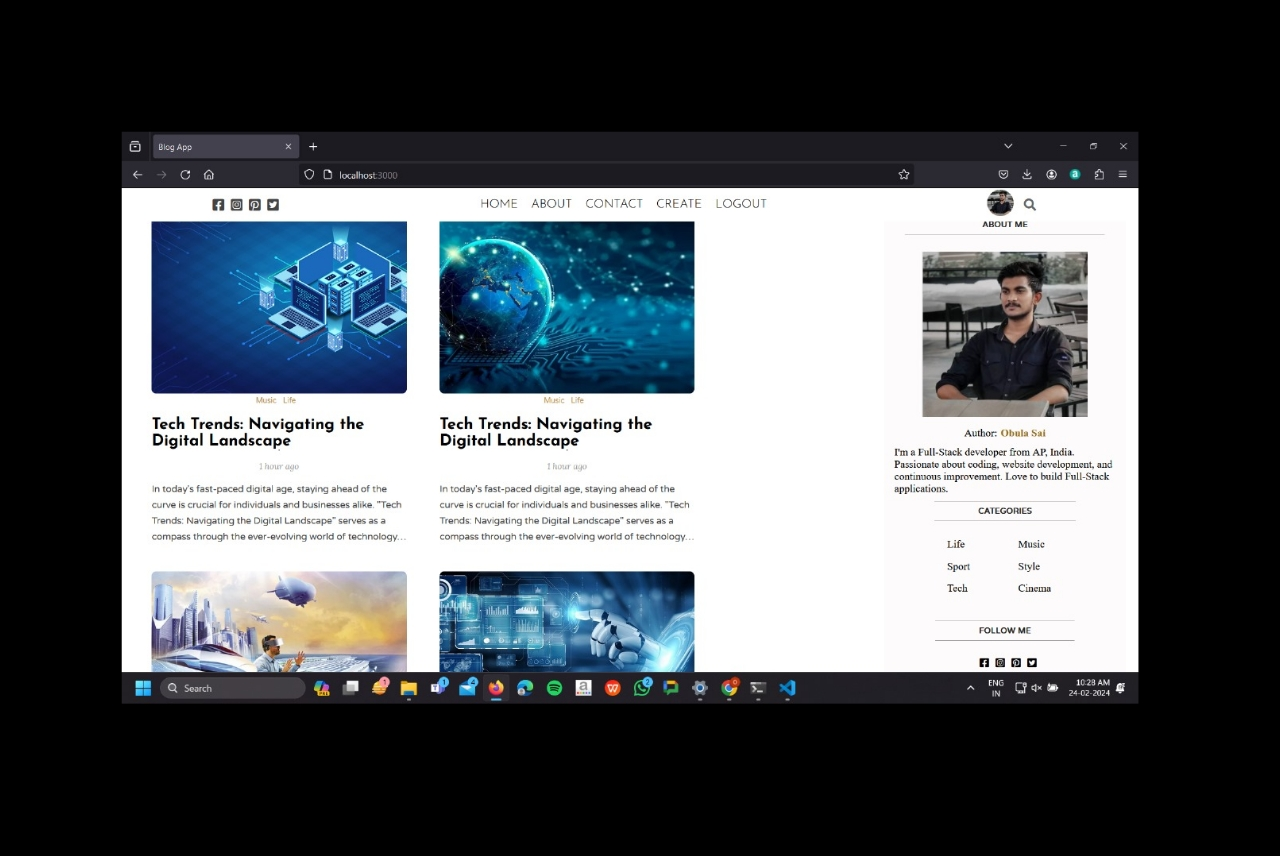 Blog App
localhost:3000
HOME ABOUT CONTACT CREATE LOGOUT
Music Life
Tech Trends: Navigating the
Digital Landscape
1 hour ago
In today's fast-paced digital age, staying ahead of the
curve is crucial for individuals and businesses alike. "Tech
Trends: Navigating the Digital Landscape" serves as a
compass through the ever-evolving world of technology...
Music Life
Tech Trends: Navigating the
Digital Landscape
1 hour ago
In today's fast-paced digital age, staying ahead of the
curve is crucial for individuals and businesses alike. "Tech
Trends: Navigating the Digital Landscape" serves as a
compass through the ever-evolving world of technology...
ABOUT ME
Author: Obula Sai
I'm a Full-Stack developer from AP, India.
Passionate about coding, website development, and
continuous improvement. Love to build Full-Stack
applications.
CATEGORIES
Life Music
Sport Style
Tech Cinema
FOLLOW ME
Search
ENG
IN
10:28 AM
24-02-2024